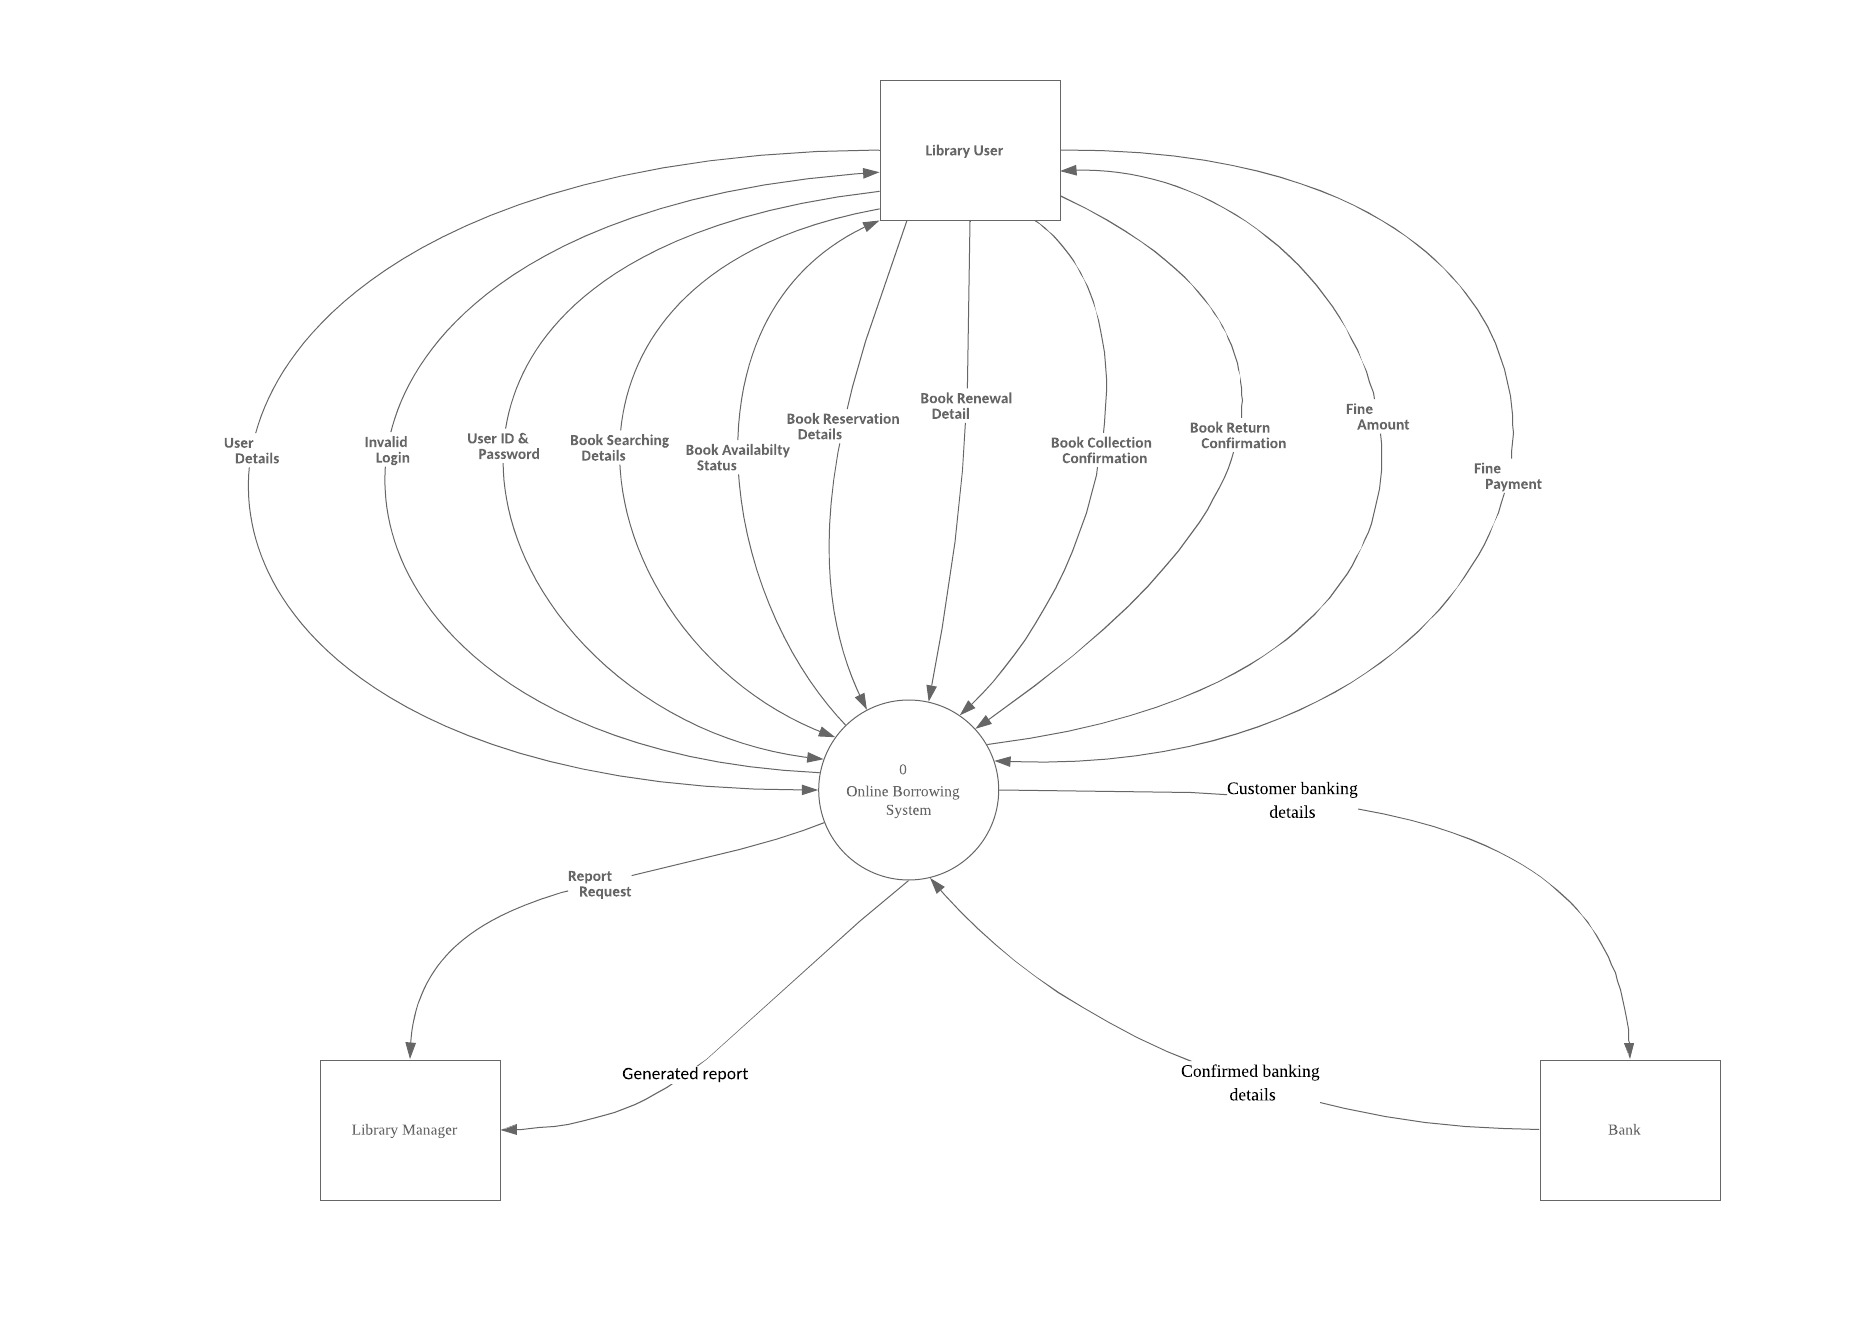 Library User
User
Details
Invalid
Login
User ID &
Password
Book Searching
Details
Book Availabilty
Status
Book Reservation
Details
Book Renewal
Detail
Book Collection
Confirmation
Book Return
Confirmation
Fine
Amount
Fine
Payment
0
Online Borrowing
System
Customer banking
details
Report
Request
Generated report
Confirmed banking
details
Library Manager
Bank